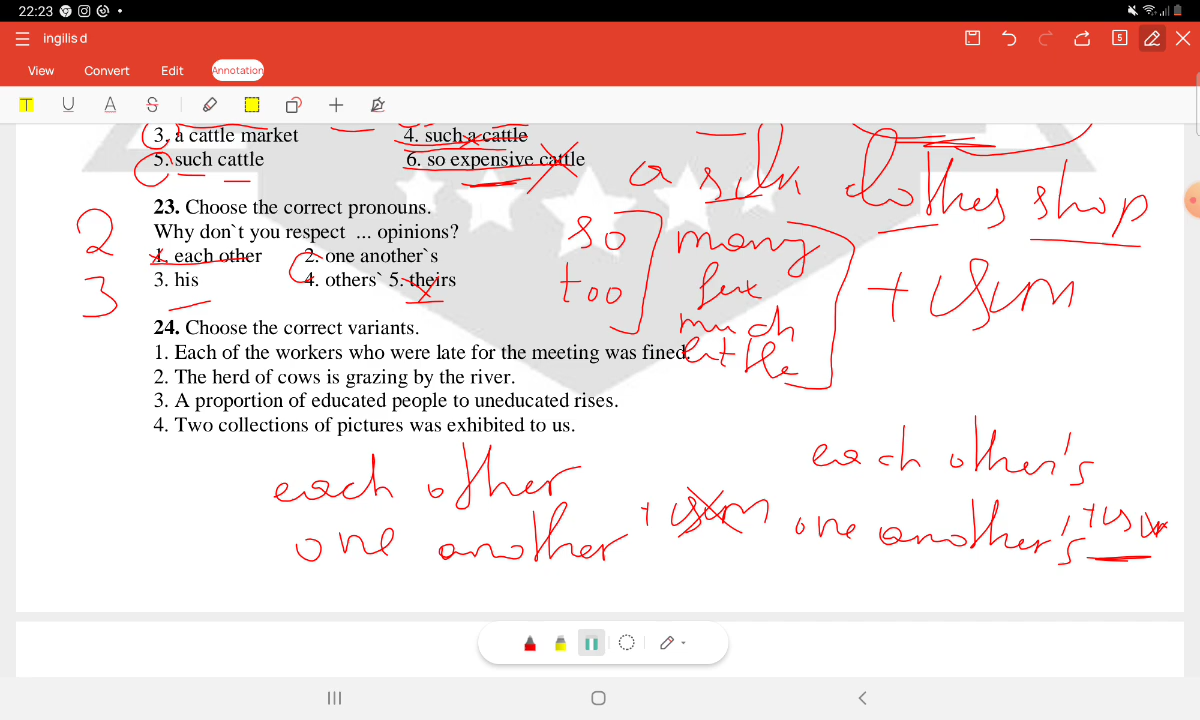 22:23
ingilis d
5
View Convert Edit Annotation
T U A S
3. a cattle market 4. such a cattle
5. such cattle 6. so expensive cattle
a silk clothes shop
23. Choose the correct pronouns.
Why don`t you respect ... opinions?
1. each other 2. one another`s
3. his 4. others` 5. theirs
2
3
so many
too few
much
little
+ isim
24. Choose the correct variants.
1. Each of the workers who were late for the meeting was fined.
2. The herd of cows is grazing by the river.
3. A proportion of educated people to uneducated rises.
4. Two collections of pictures was exhibited to us.
each other
one another + isim
each other's
one another's